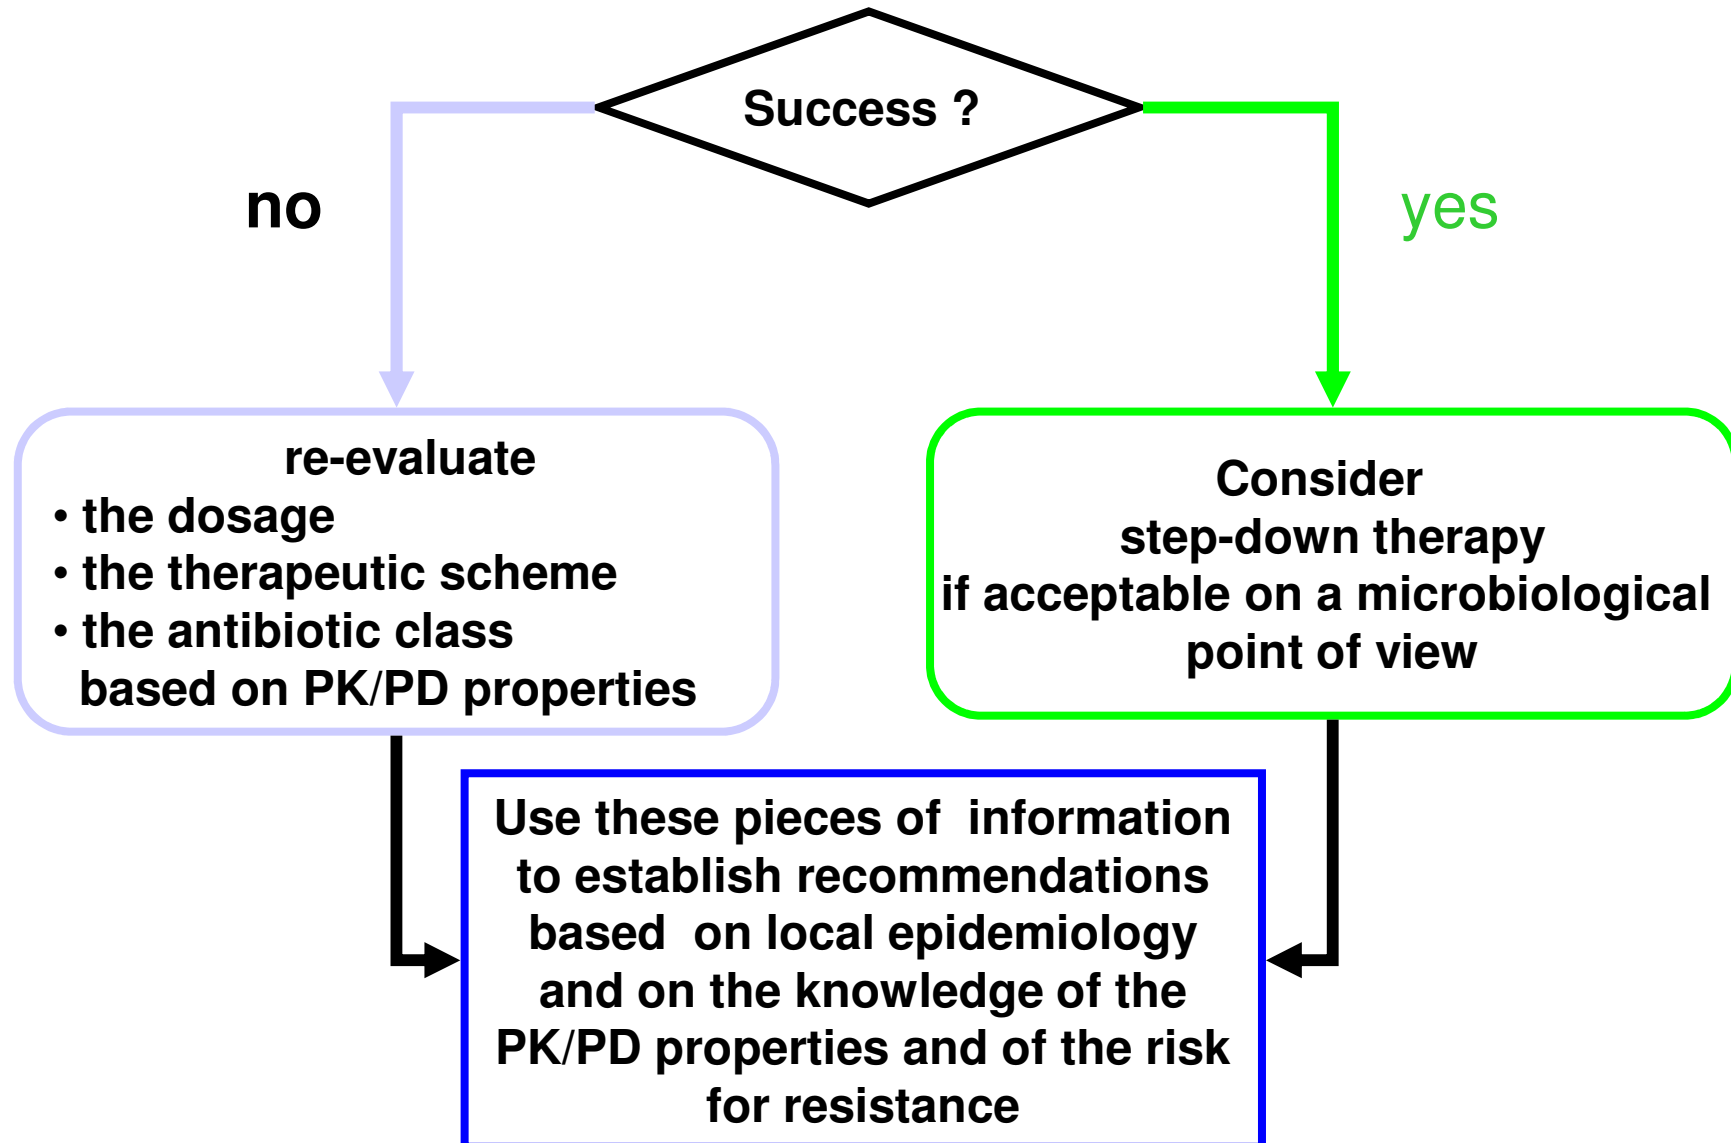 Success ?
no
yes
re-evaluate
• the dosage
• the therapeutic scheme
• the antibiotic class
based on PK/PD properties
Consider
step-down therapy
if acceptable on a microbiological
point of view
Use these pieces of  information
to establish recommendations
based  on local epidemiology
and on the knowledge of the
PK/PD properties and of the risk
for resistance